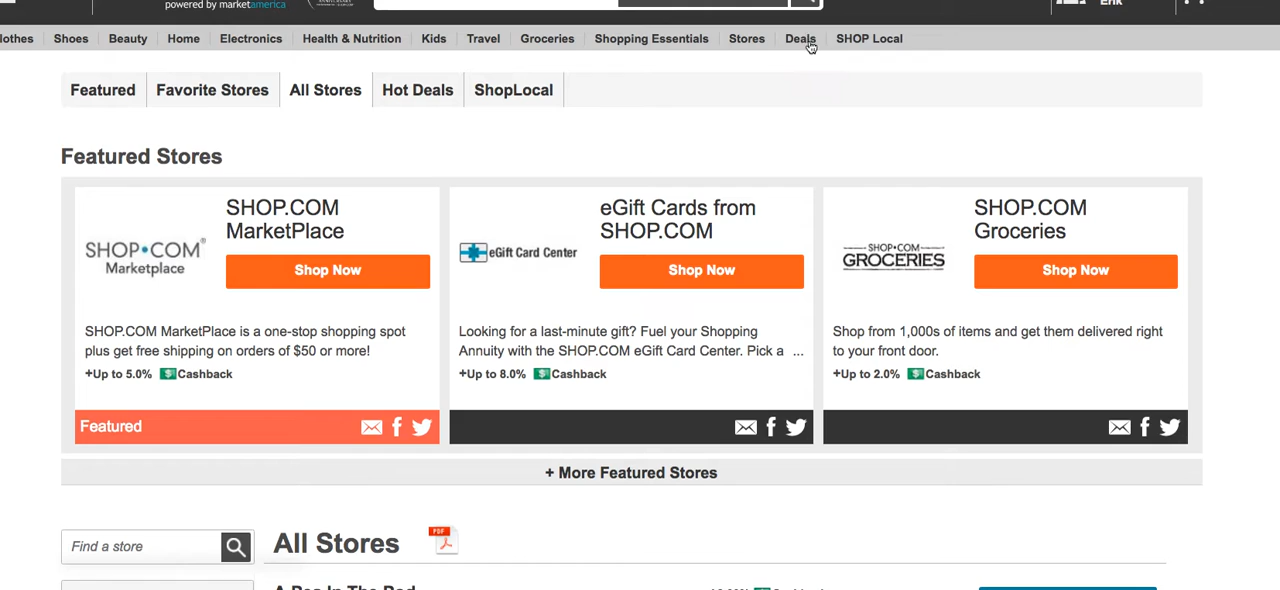 powered by marketamerica
Erik
lothes Shoes Beauty Home Electronics Health & Nutrition Kids Travel Groceries Shopping Essentials Stores Deals SHOP Local
Featured Favorite Stores All Stores Hot Deals ShopLocal
Featured Stores
SHOP.COM
MarketPlace
SHOP•COM®
Marketplace
Shop Now
SHOP.COM MarketPlace is a one-stop shopping spot
plus get free shipping on orders of $50 or more!
+Up to 5.0% $ Cashback
Featured
eGift Cards from
SHOP.COM
eGift Card Center
Shop Now
Looking for a last-minute gift? Fuel your Shopping
Annuity with the SHOP.COM eGift Card Center. Pick a ...
+Up to 8.0% $ Cashback
SHOP.COM
Groceries
SHOP•COM
GROCERIES
Shop Now
Shop from 1,000s of items and get them delivered right
to your front door.
+Up to 2.0% $ Cashback
+ More Featured Stores
Find a store
All Stores
PDF
A Pea In The Pod
Cashback